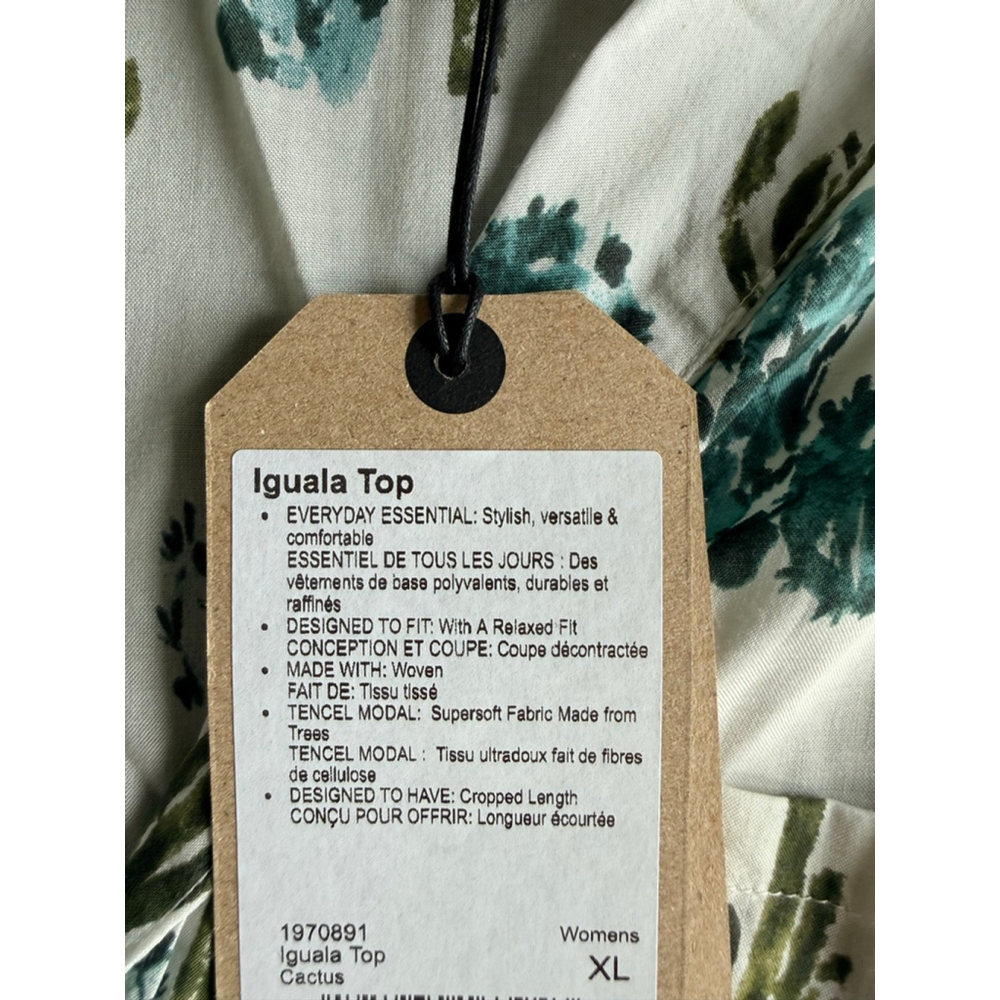 Iguala Top
• EVERYDAY ESSENTIAL: Stylish, versatile &
comfortable
ESSENTIEL DE TOUS LES JOURS : Des
vêtements de base polyvalents, durables et
raffinés
• DESIGNED TO FIT: With A Relaxed Fit
CONCEPTION ET COUPE: Coupe décontractée
• MADE WITH: Woven
FAIT DE: Tissu tissé
• TENCEL MODAL: Supersoft Fabric Made from
Trees
TENCEL MODAL : Tissu ultradoux fait de fibres
de cellulose
• DESIGNED TO HAVE: Cropped Length
CONÇU POUR OFFRIR: Longueur écourtée
1970891
Womens
Iguala Top
XL
Cactus